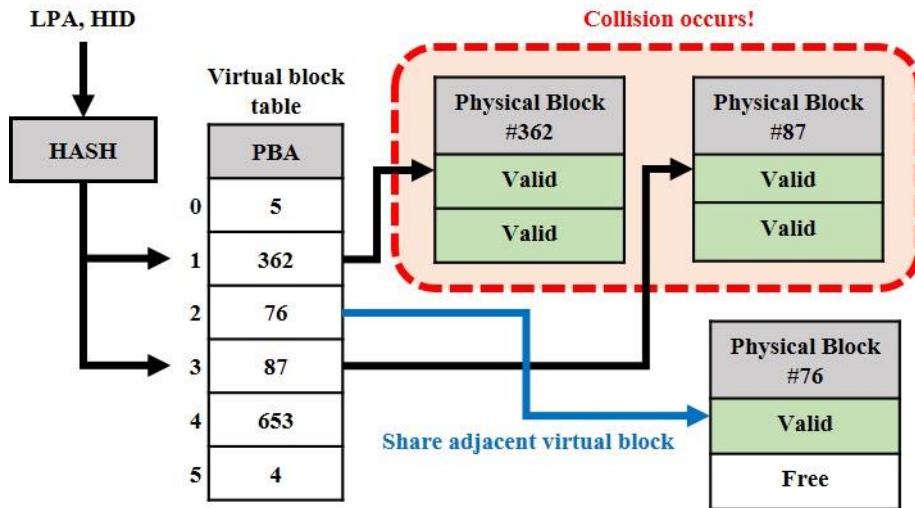 LPA, HID
Collision occurs!
HASH
Virtual block
table
PBA
0
5
1
362
2
76
3
87
4
653
5
4
Physical Block
#362
Valid
Valid
Physical Block
#87
Valid
Valid
Share adjacent virtual block
Physical Block
#76
Valid
Free